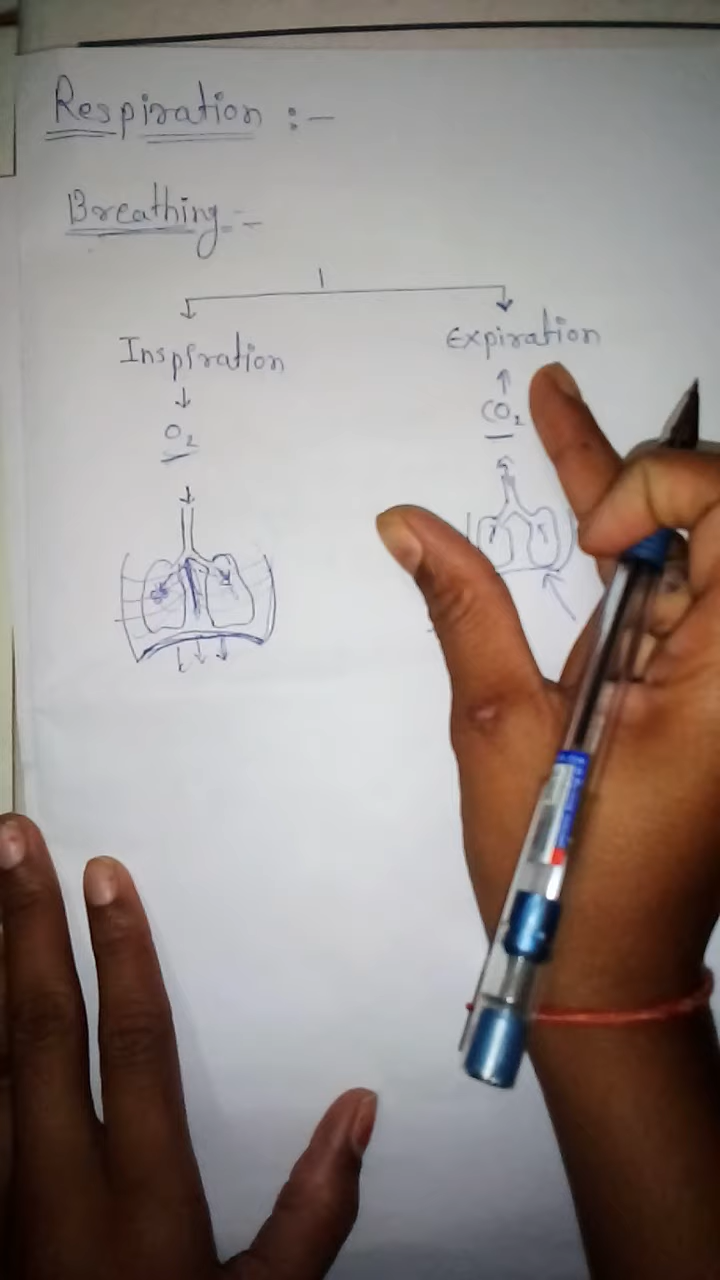 Respiration :-
Breathing :-
Inspiration
Expiration
O₂
CO₂